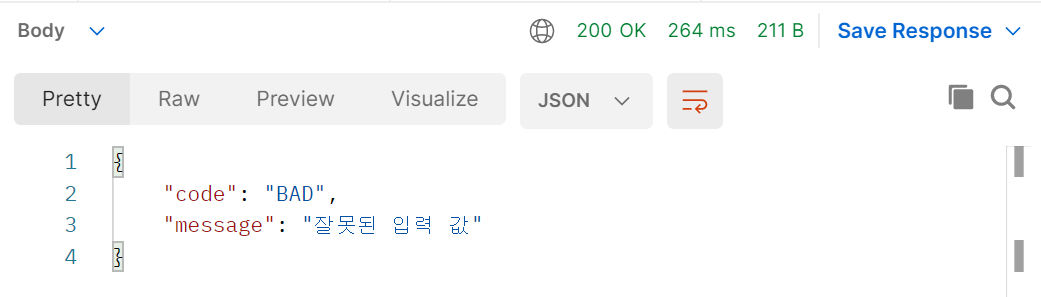 Body 200 OK 264 ms 211 B Save Response
Pretty Raw Preview Visualize JSON
1 {
2 "code": "BAD",
3 "message": "잘못된 입력 값"
4 }